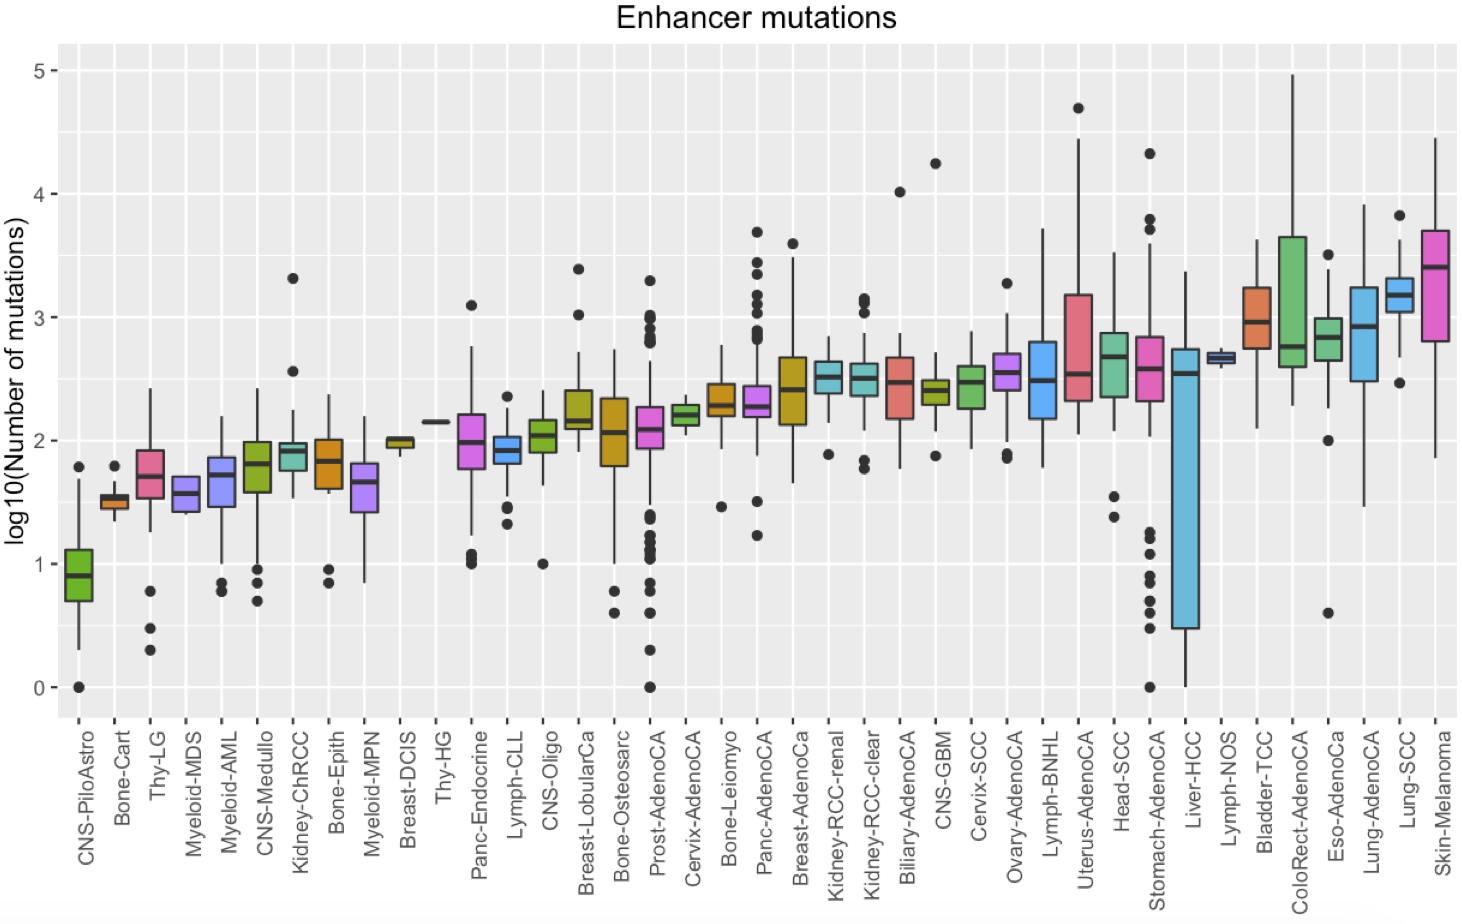 Enhancer mutations
log10(Number of mutations)
5
4
3
2
1
0
CNS-PiloAstro
Bone-Cart
Thy-LG
Myeloid-MDS
Myeloid-AML
CNS-Medullo
Kidney-ChRCC
Bone-Epith
Myeloid-MPN
Breast-DCIS
Thy-HG
Panc-Endocrine
Lymph-CLL
CNS-Oligo
Breast-LobularCa
Bone-Osteosarc
Prost-AdenoCA
Cervix-AdenoCA
Bone-Leiomyo
Panc-AdenoCA
Breast-AdenoCa
Kidney-RCC-renal
Kidney-RCC-clear
Biliary-AdenoCA
CNS-GBM
Cervix-SCC
Ovary-AdenoCA
Lymph-BNHL
Uterus-AdenoCA
Head-SCC
Stomach-AdenoCA
Liver-HCC
Lymph-NOS
Bladder-TCC
ColoRect-AdenoCA
Eso-AdenoCa
Lung-AdenoCA
Lung-SCC
Skin-Melanoma